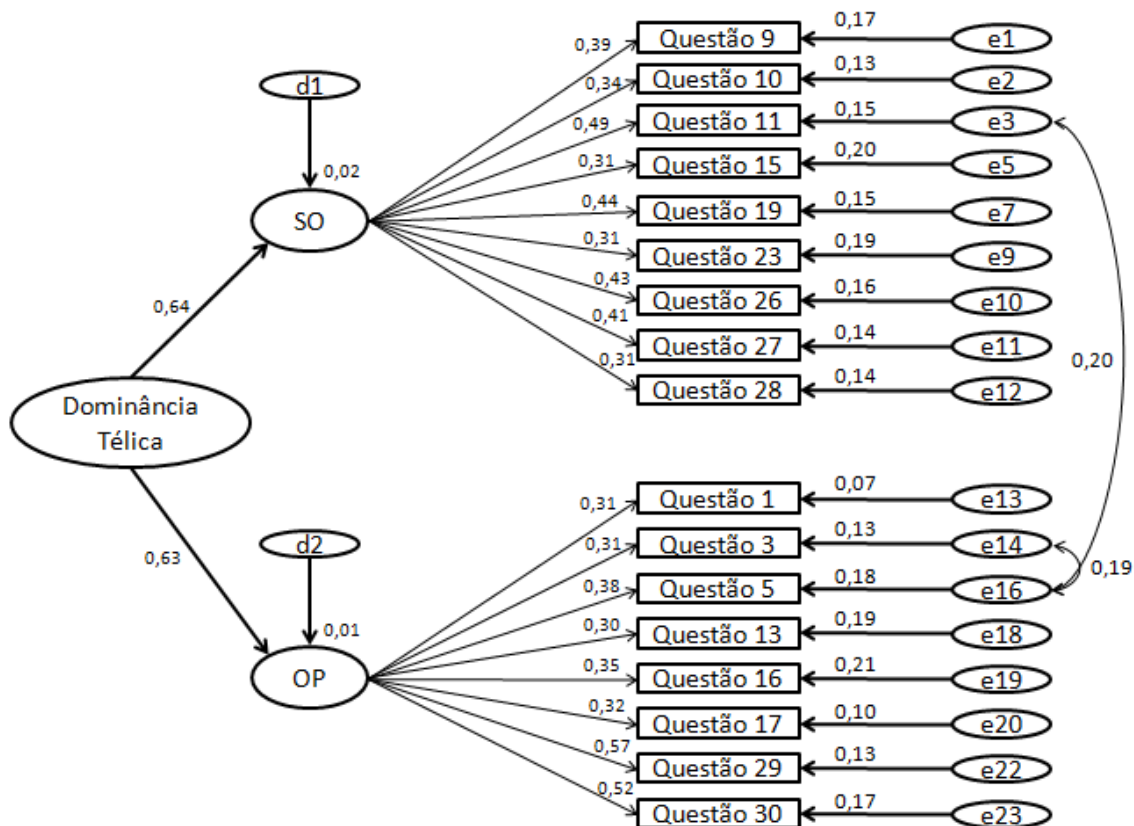 0,39
Questão 9
0,17
e1
0,34
Questão 10
0,13
e2
0,49
Questão 11
0,15
e3
0,31
Questão 15
0,20
e5
0,44
Questão 19
0,15
e7
0,31
Questão 23
0,19
e9
0,43
Questão 26
0,16
e10
0,41
Questão 27
0,14
e11
0,31
Questão 28
0,14
e12
d1
0,02
SO
0,64
Dominância
Télica
0,63
d2
0,01
OP
0,20
0,31
Questão 1
0,07
e13
0,31
Questão 3
0,13
e14
0,38
Questão 5
0,18
e16
0,19
0,30
Questão 13
0,19
e18
0,35
Questão 16
0,21
e19
0,32
Questão 17
0,10
e20
0,57
Questão 29
0,13
e22
0,52
Questão 30
0,17
e23